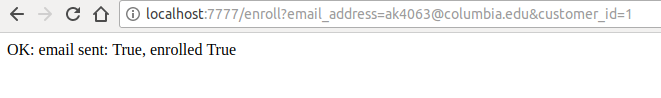 localhost:7777/enroll?email_address=ak4063@columbia.edu&customer_id=1
OK: email sent: True, enrolled True